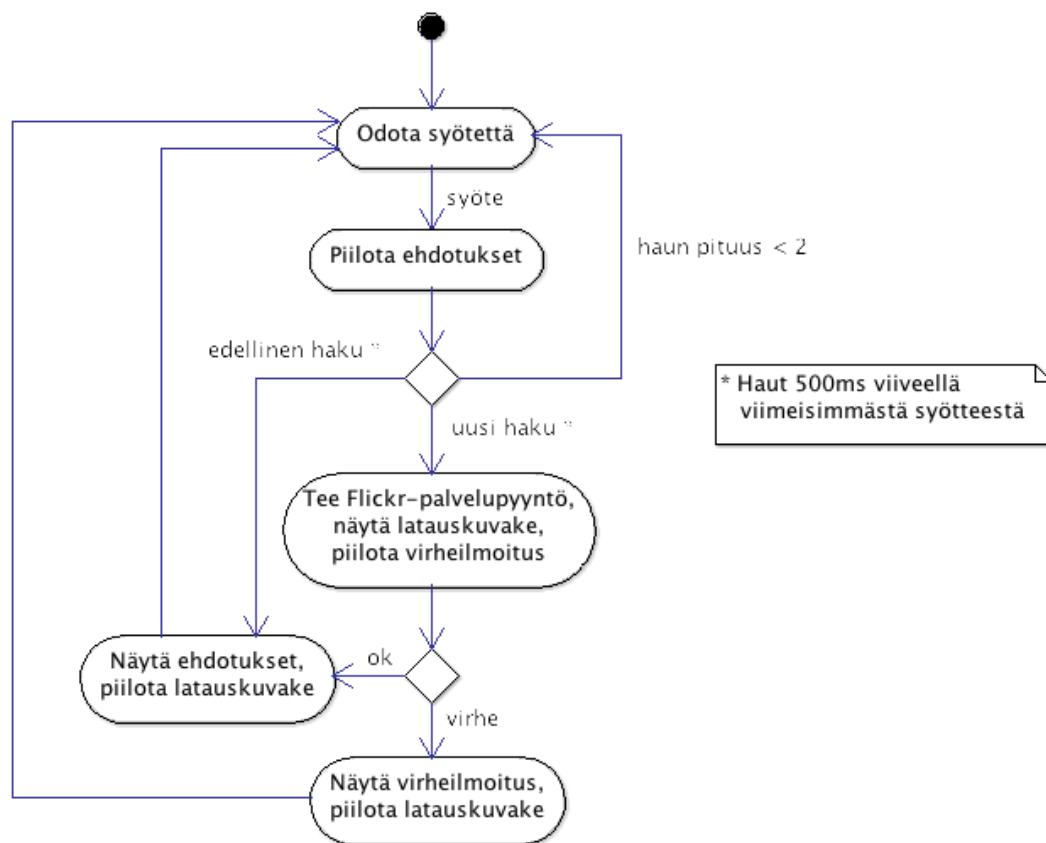 Odota syötettä
syöte
Piilota ehdotukset
haun pituus < 2
edellinen haku *
uusi haku *
* Haut 500ms viiveellä
viimeisimmästä syötteestä
Tee Flickr-palvelupyyntö,
näytä latauskuvake,
piilota virheilmoitus
ok
Näytä ehdotukset,
piilota latauskuvake
virhe
Näytä virheilmoitus,
piilota latauskuvake